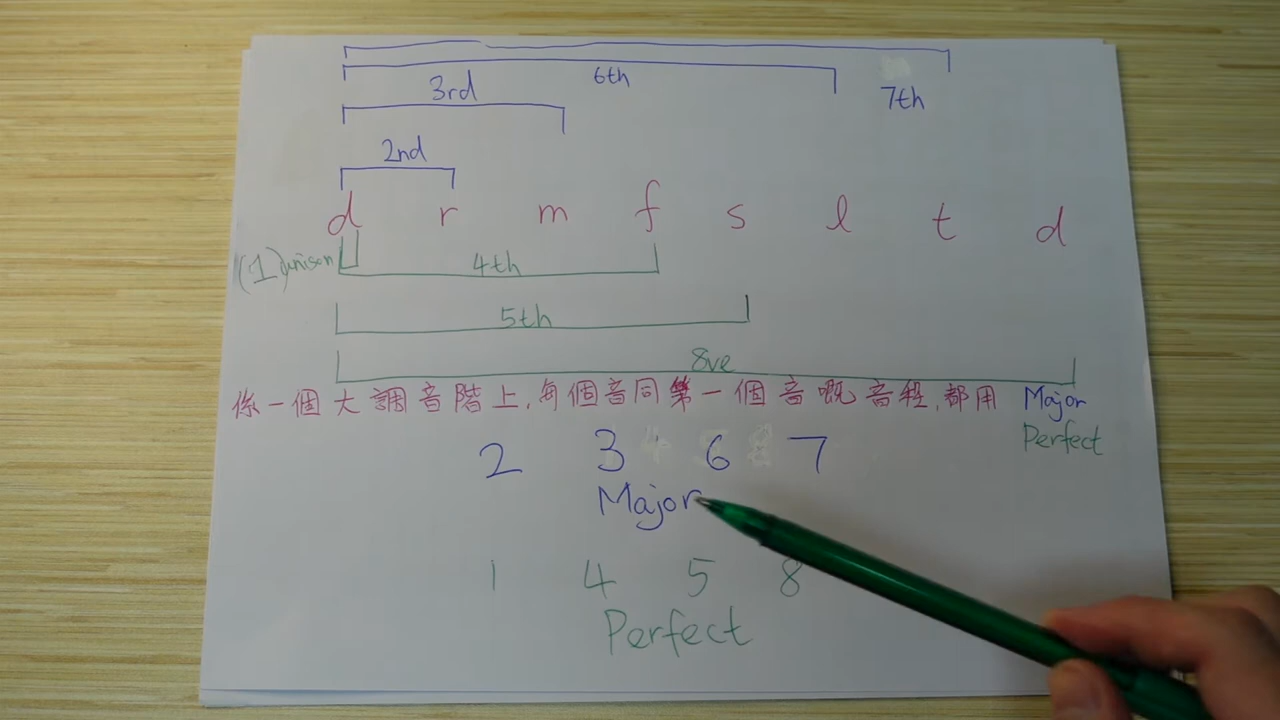 6th
7th
3rd
2nd
d r m f s l t d
(1) unison 4th
5th
8ve
係一個大調音階上,每個音同第一個音嘅音程,都用 Major
Perfect
2 3 6 7
Major
1 4 5 8
Perfect